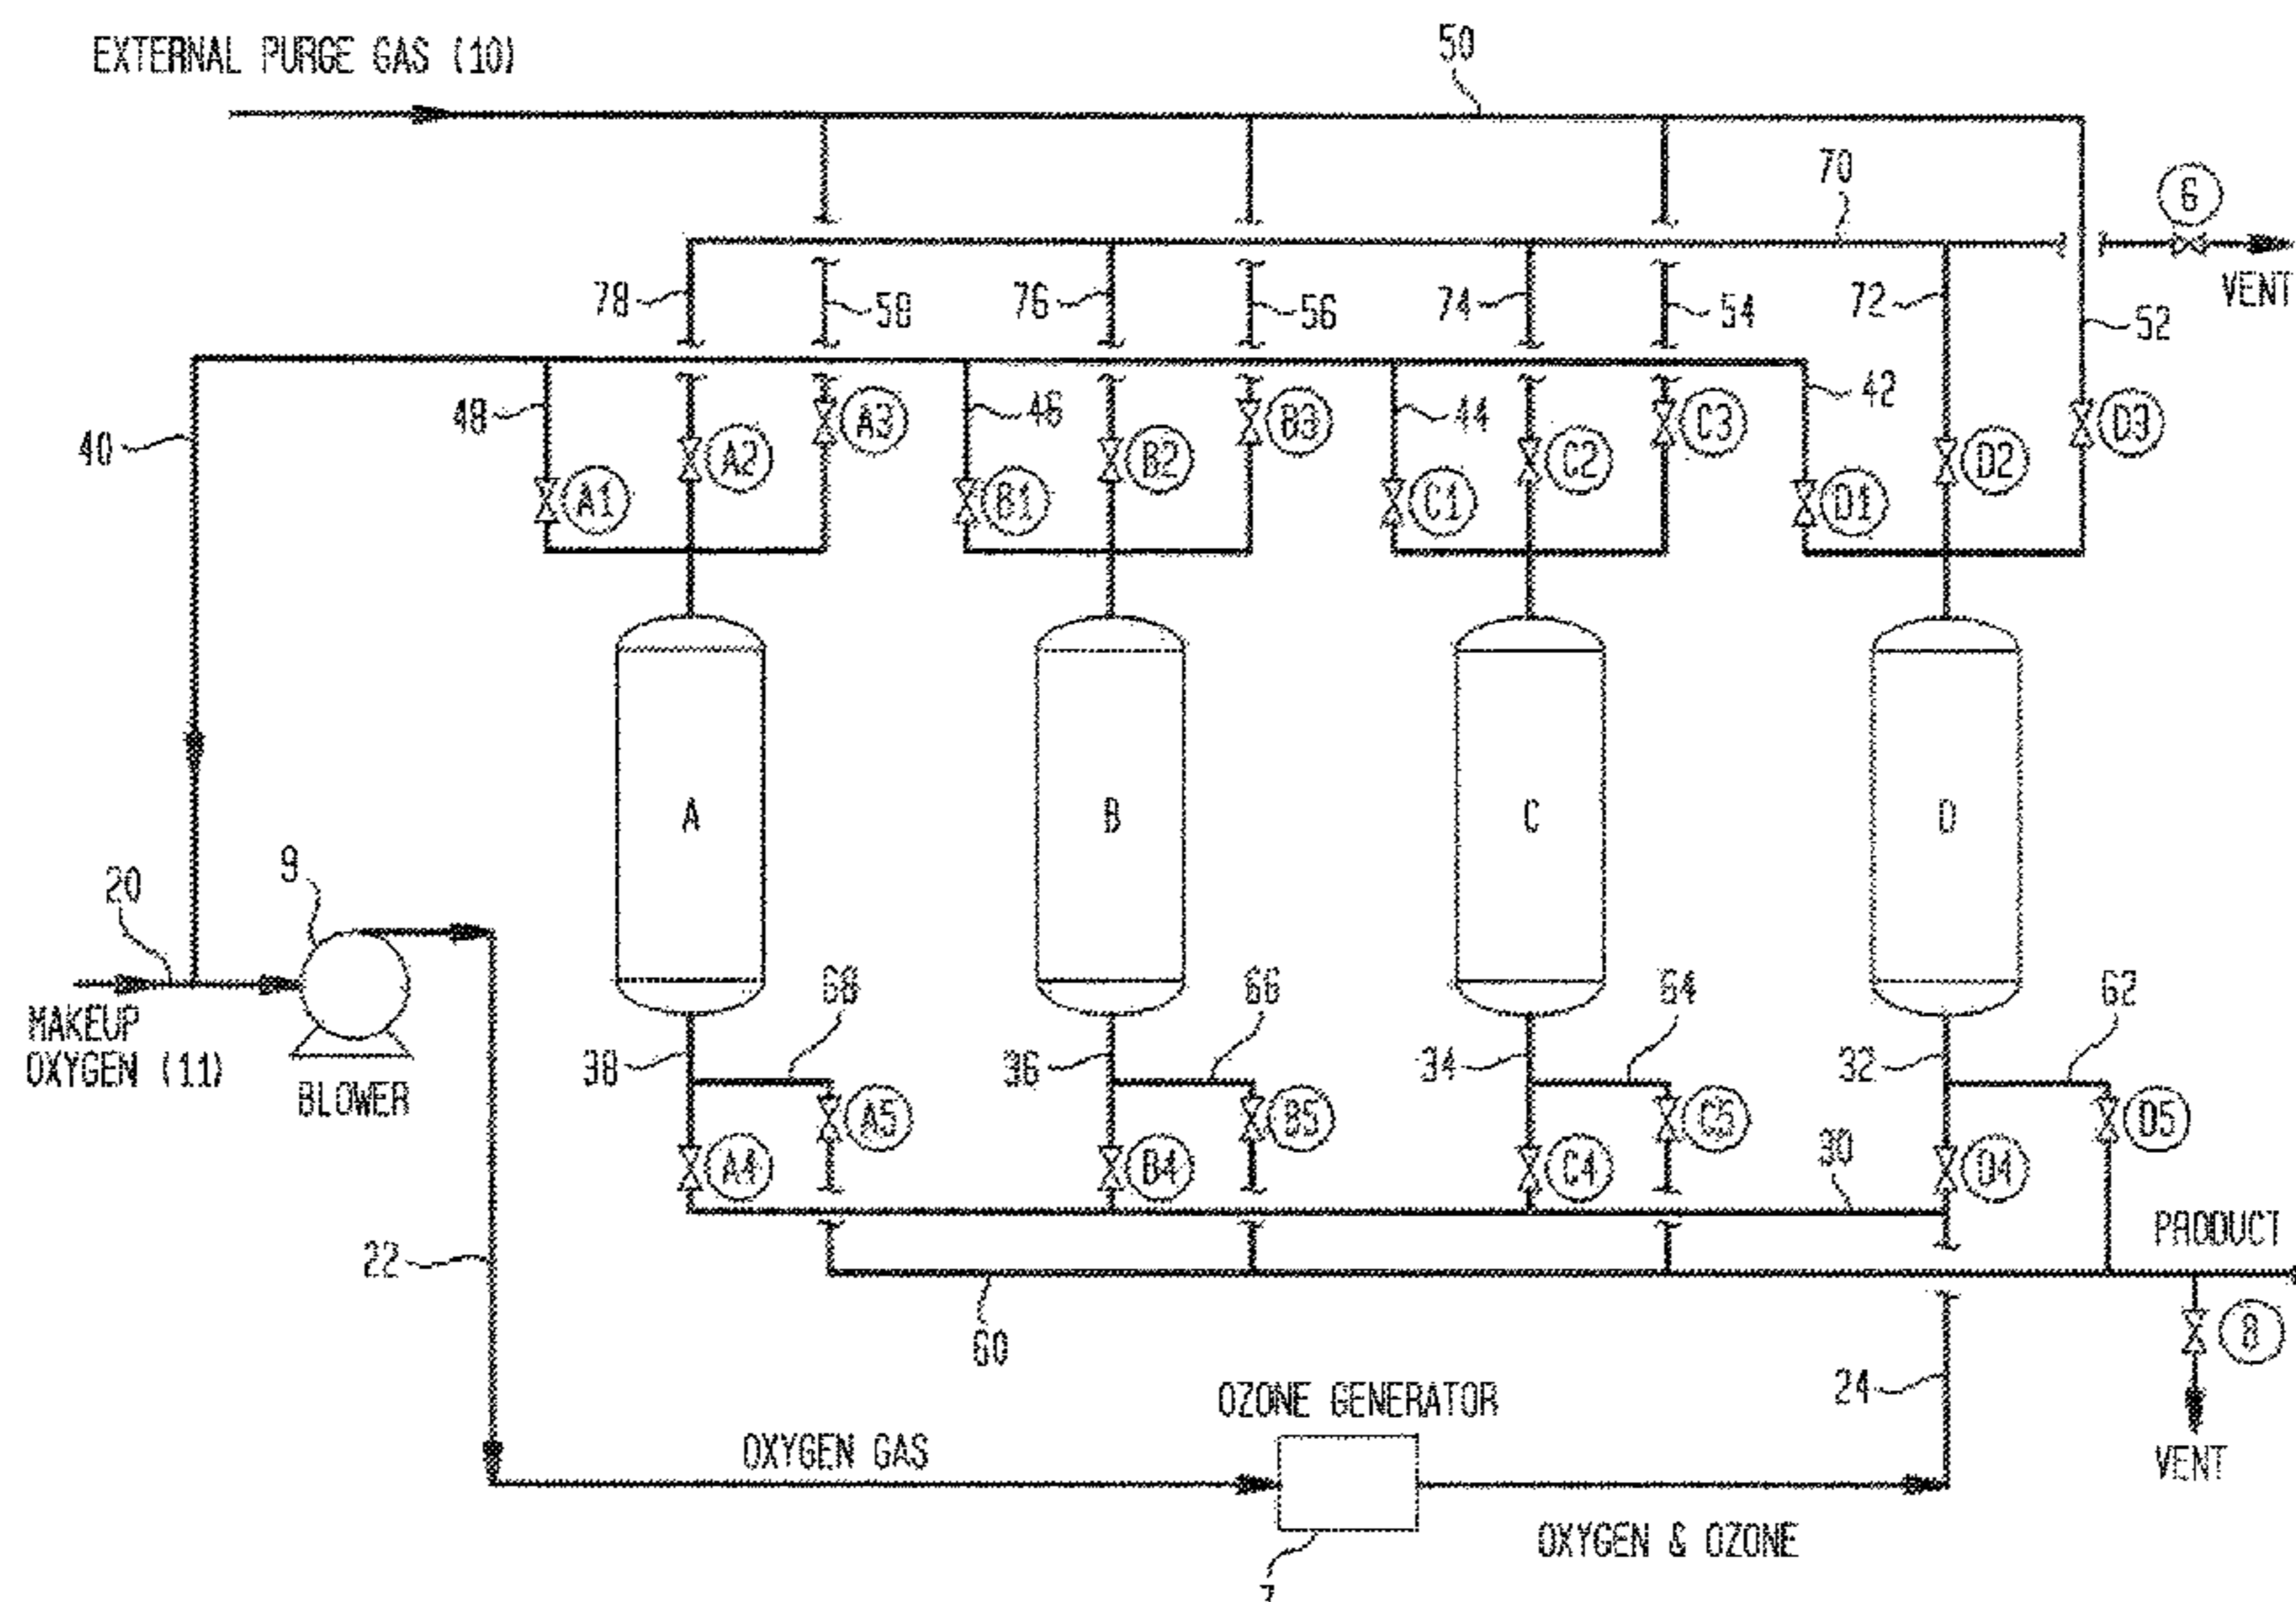 EXTERNAL PURGE GAS (10)
50
70
6
VENT
78
58
76
56
74
54
72
52
40
48
A1
A2
A3
46
B1
B2
B3
44
C1
C2
C3
42
D1
D2
D3
A
B
C
D
20
9
MAKEUP
OXYGEN (11)
BLOWER
38
68
36
66
34
64
32
62
A4
A5
B4
B5
C4
C5
30
D4
D5
PRODUCT
22
60
8
24
VENT
OZONE GENERATOR
OXYGEN GAS
OXYGEN & OZONE
7